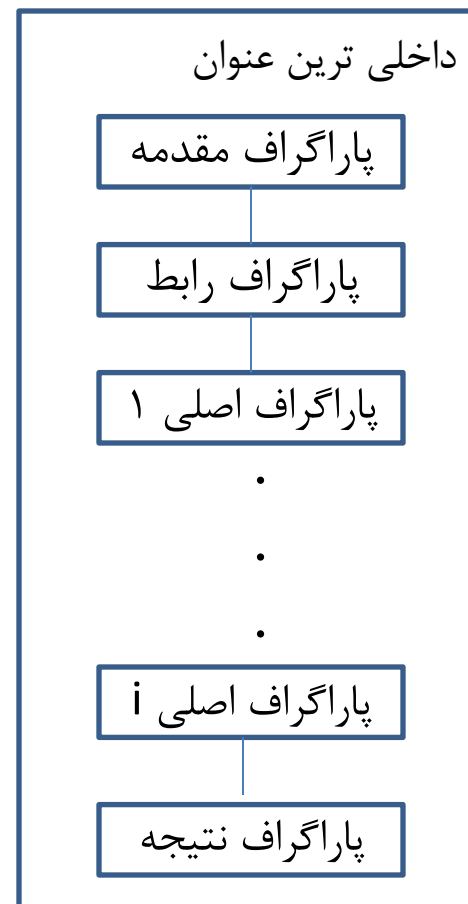 داخلی ترین عنوان
پاراگراف مقدمه
پاراگراف رابط
پاراگراف اصلی ۱
.
.
.
پاراگراف اصلی i
پاراگراف نتیجه